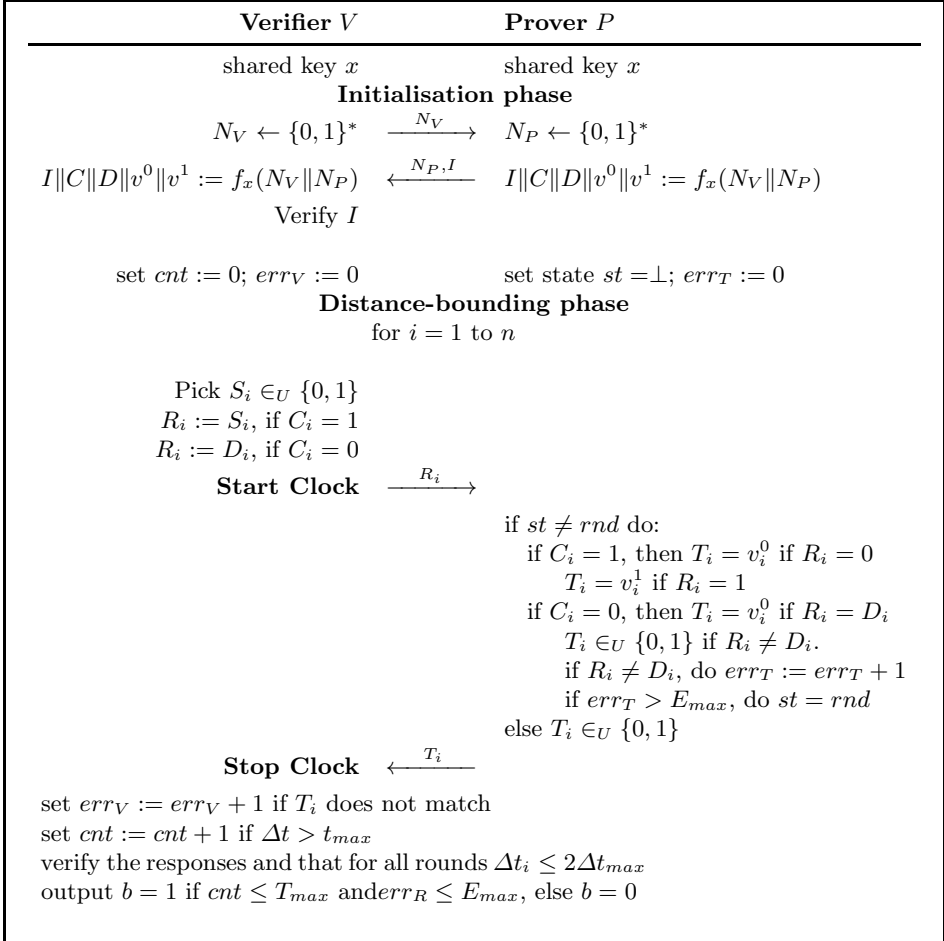 Verifier V Prover P
shared key x shared key x
Initialisation phase
N_V ← {0, 1}* —N_V→ N_P ← {0, 1}*
I‖C‖D‖v^0‖v^1 := f_x(N_V‖N_P) ←N_P, I— I‖C‖D‖v^0‖v^1 := f_x(N_V‖N_P)
Verify I
set cnt := 0; err_V := 0 set state st =⊥; err_T := 0
Distance-bounding phase
for i = 1 to n
Pick S_i ∈_U {0, 1}
R_i := S_i, if C_i = 1
R_i := D_i, if C_i = 0
Start Clock —R_i→
if st ≠ rnd do:
if C_i = 1, then T_i = v_i^0 if R_i = 0
T_i = v_i^1 if R_i = 1
if C_i = 0, then T_i = v_i^0 if R_i = D_i
T_i ∈_U {0, 1} if R_i ≠ D_i.
if R_i ≠ D_i, do err_T := err_T + 1
if err_T > E_max, do st = rnd
else T_i ∈_U {0, 1}
Stop Clock ←T_i—
set err_V := err_V + 1 if T_i does not match
set cnt := cnt + 1 if Δt > t_max
verify the responses and that for all rounds Δt_i ≤ 2Δt_max
output b = 1 if cnt ≤ T_max anderr_R ≤ E_max, else b = 0